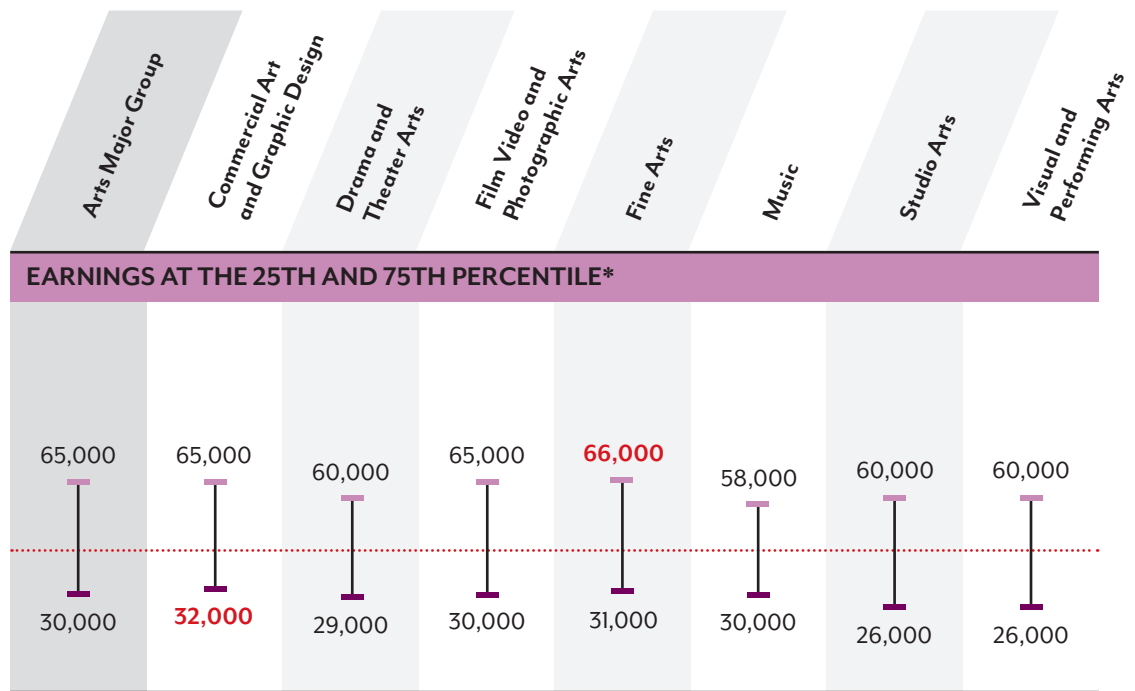 Arts Major Group
Commercial Art
and Graphic Design
Drama and
Theater Arts
Film Video and
Photographic Arts
Fine Arts
Music
Studio Arts
Visual and
Performing Arts
EARNINGS AT THE 25TH AND 75TH PERCENTILE*
65,000
65,000
60,000
65,000
66,000
58,000
60,000
60,000
30,000
32,000
29,000
30,000
31,000
30,000
26,000
26,000